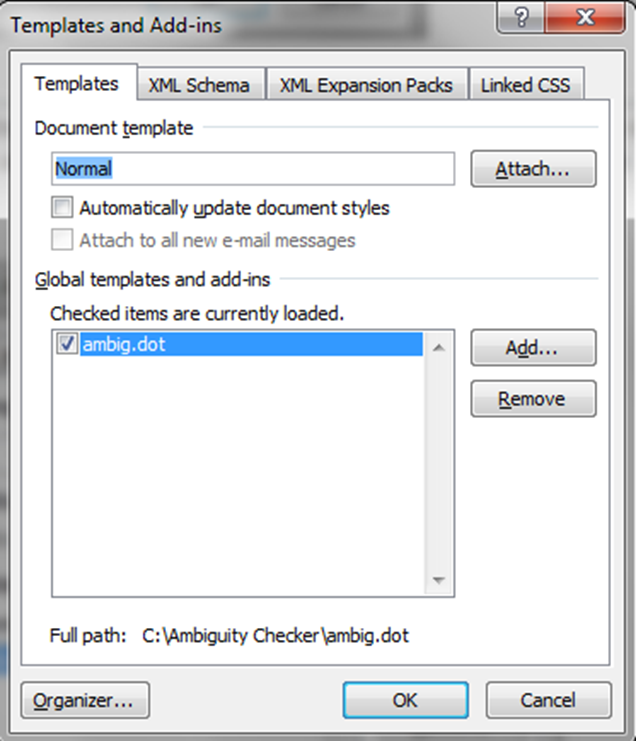 Templates and Add-ins
Templates XML Schema XML Expansion Packs Linked CSS
Document template
Normal Attach...
Automatically update document styles
Attach to all new e-mail messages
Global templates and add-ins
Checked items are currently loaded.
ambig.dot Add...
Remove
Full path: C:\Ambiguity Checker\ambig.dot
Organizer... OK Cancel